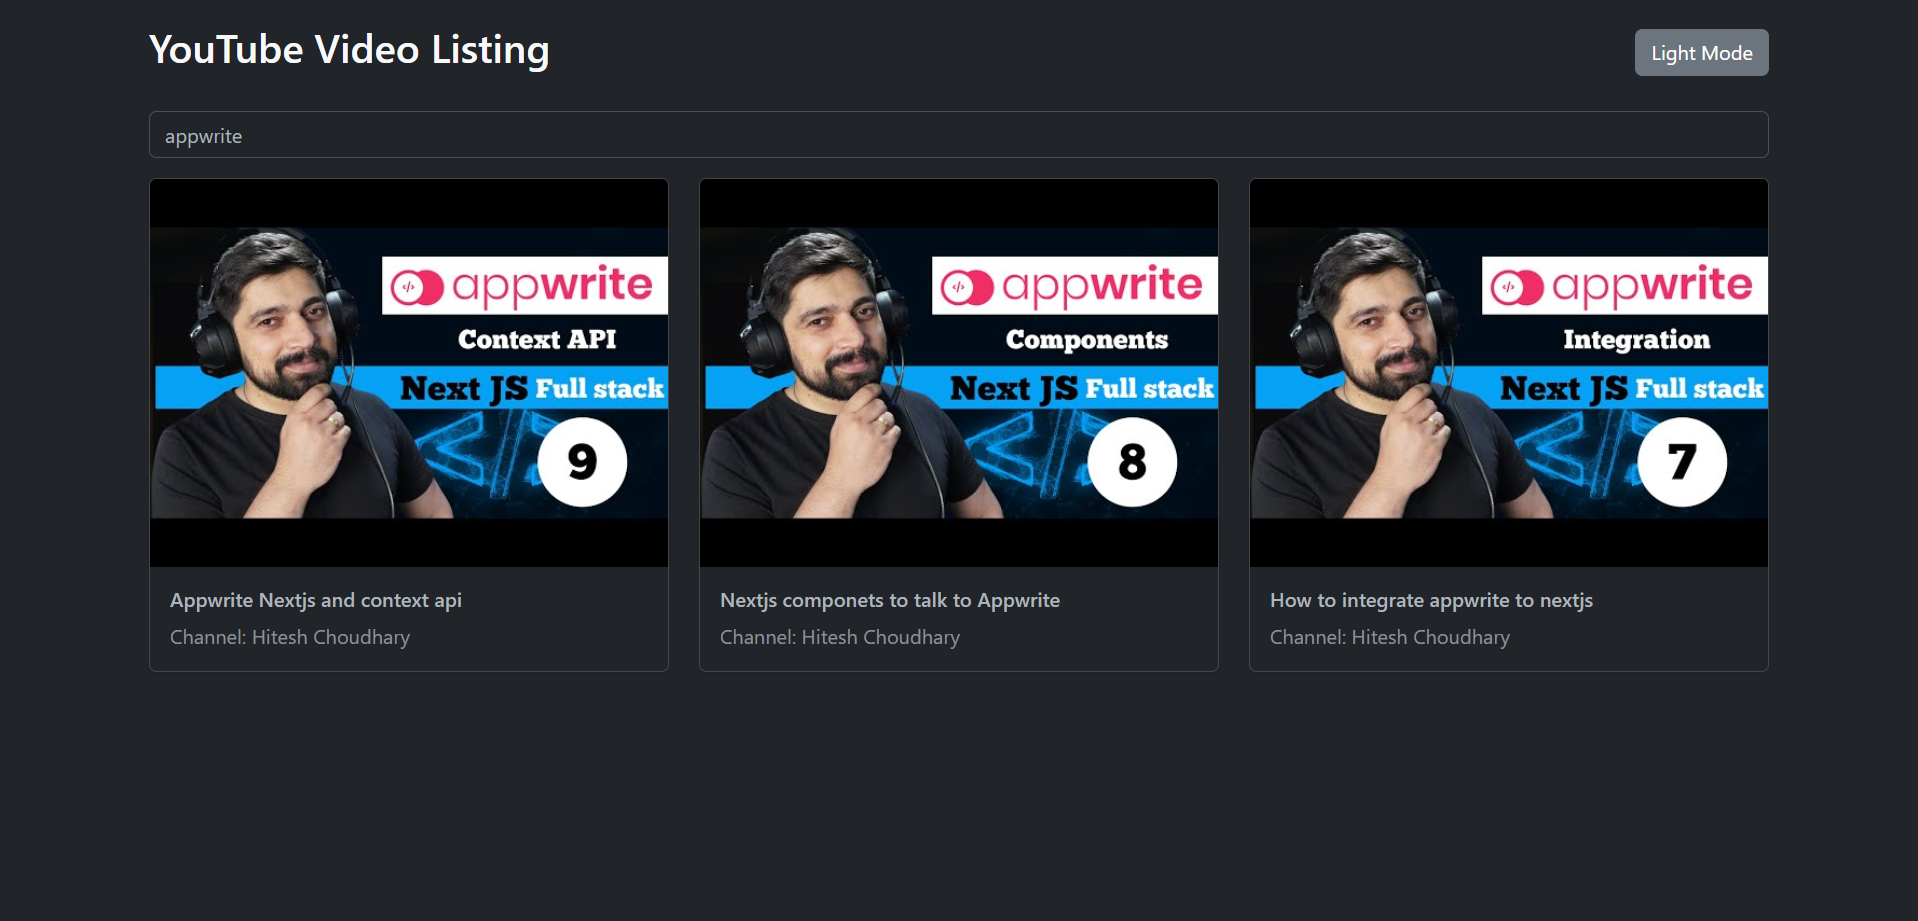 YouTube Video Listing
Light Mode
appwrite
</> appwrite
Context API
Next JS Full stack
</>
9
</> appwrite
Components
Next JS Full stack
</>
8
</> appwrite
Integration
Next JS Full stack
</>
7
Appwrite Nextjs and context api
Channel: Hitesh Choudhary
Nextjs componets to talk to Appwrite
Channel: Hitesh Choudhary
How to integrate appwrite to nextjs
Channel: Hitesh Choudhary